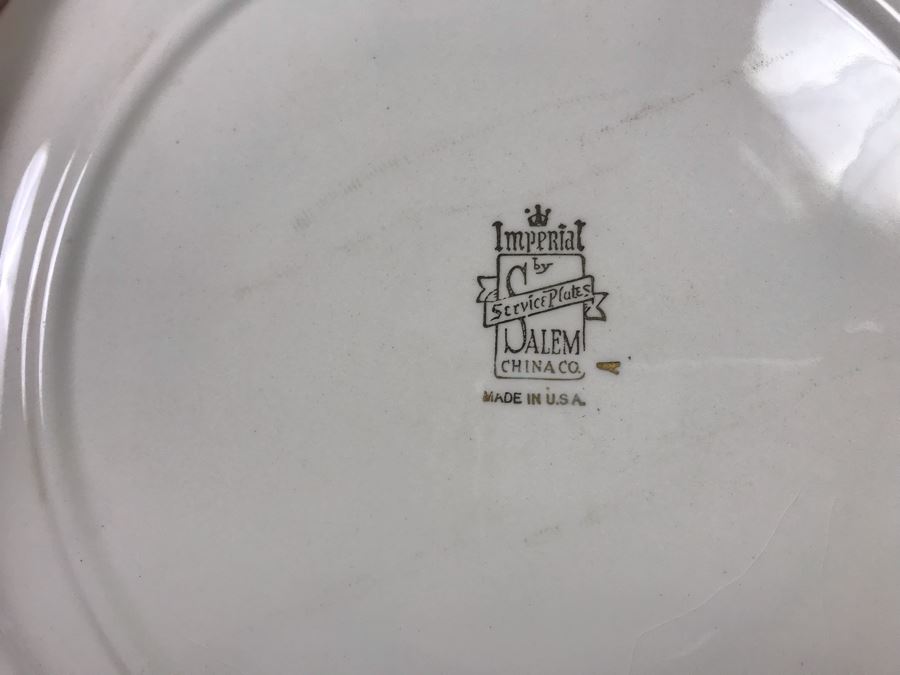 Imperial
by
Service Plates
SALEM
CHINA CO.
MADE IN U.S.A.